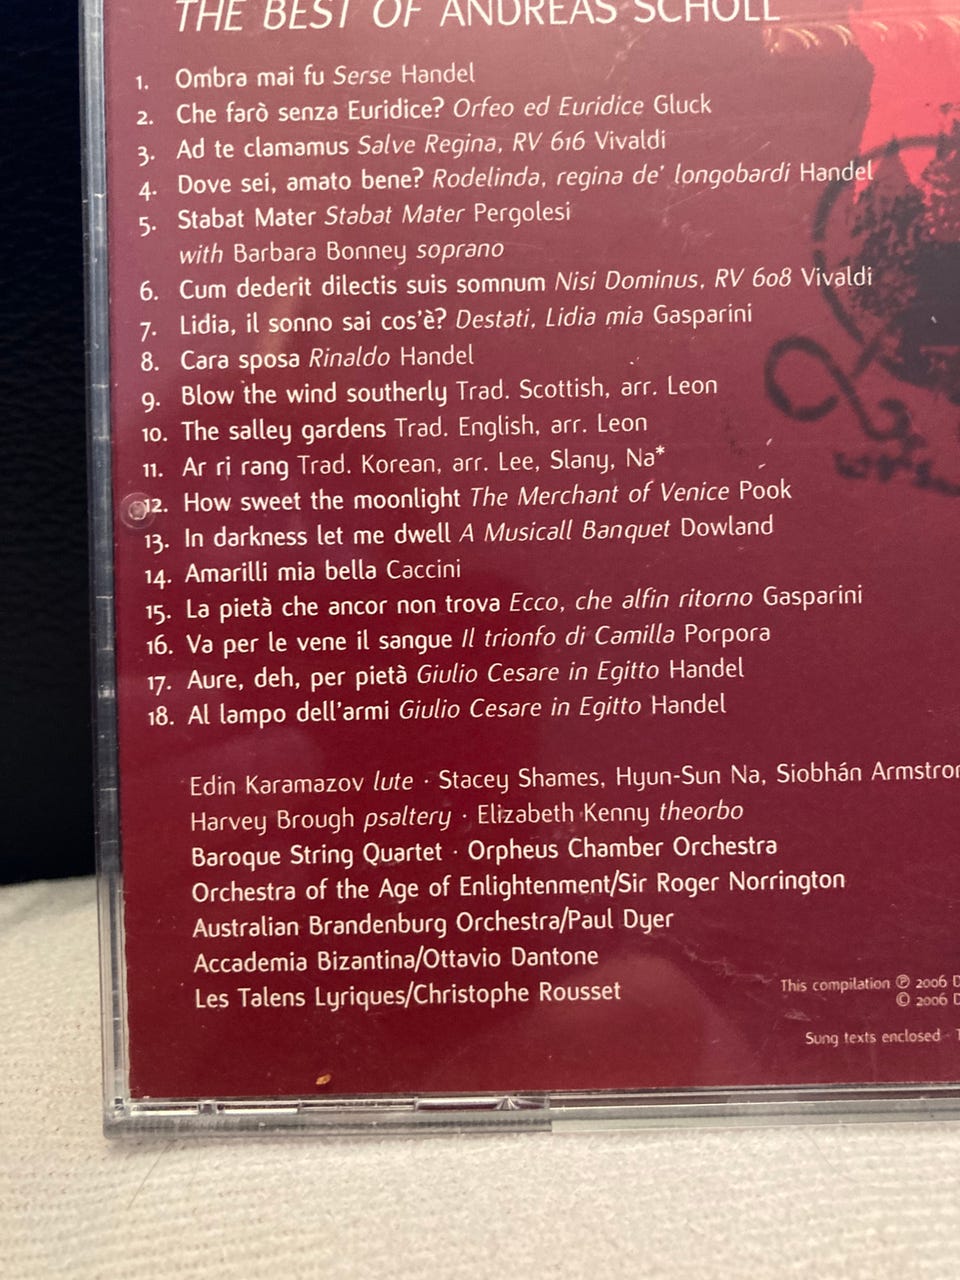 THE BEST OF ANDREAS SCHOLL
1. Ombra mai fu Serse Handel
2. Che farò senza Euridice? Orfeo ed Euridice Gluck
3. Ad te clamamus Salve Regina, RV 616 Vivaldi
4. Dove sei, amato bene? Rodelinda, regina de' longobardi Handel
5. Stabat Mater Stabat Mater Pergolesi
with Barbara Bonney soprano
6. Cum dederit dilectis suis somnum Nisi Dominus, RV 608 Vivaldi
7. Lidia, il sonno sai cos'è? Destati, Lidia mia Gasparini
8. Cara sposa Rinaldo Handel
9. Blow the wind southerly Trad. Scottish, arr. Leon
10. The salley gardens Trad. English, arr. Leon
11. Ar ri rang Trad. Korean, arr. Lee, Slany, Na*
12. How sweet the moonlight The Merchant of Venice Pook
13. In darkness let me dwell A Musicall Banquet Dowland
14. Amarilli mia bella Caccini
15. La pietà che ancor non trova Ecco, che alfin ritorno Gasparini
16. Va per le vene il sangue Il trionfo di Camilla Porpora
17. Aure, deh, per pietà Giulio Cesare in Egitto Handel
18. Al lampo dell'armi Giulio Cesare in Egitto Handel
Edin Karamazov lute · Stacey Shames, Hyun-Sun Na, Siobhán
Harvey Brough psaltery · Elizabeth Kenny theorbo
Baroque String Quartet · Orpheus Chamber Orchestra
Orchestra of the Age of Enlightenment/Sir Roger Norrington
Australian Brandenburg Orchestra/Paul Dyer
Accademia Bizantina/Ottavio Dantone
Les Talens Lyriques/Christophe Rousset
This compilation ℗ 2006
© 2006
Sung texts enclosed